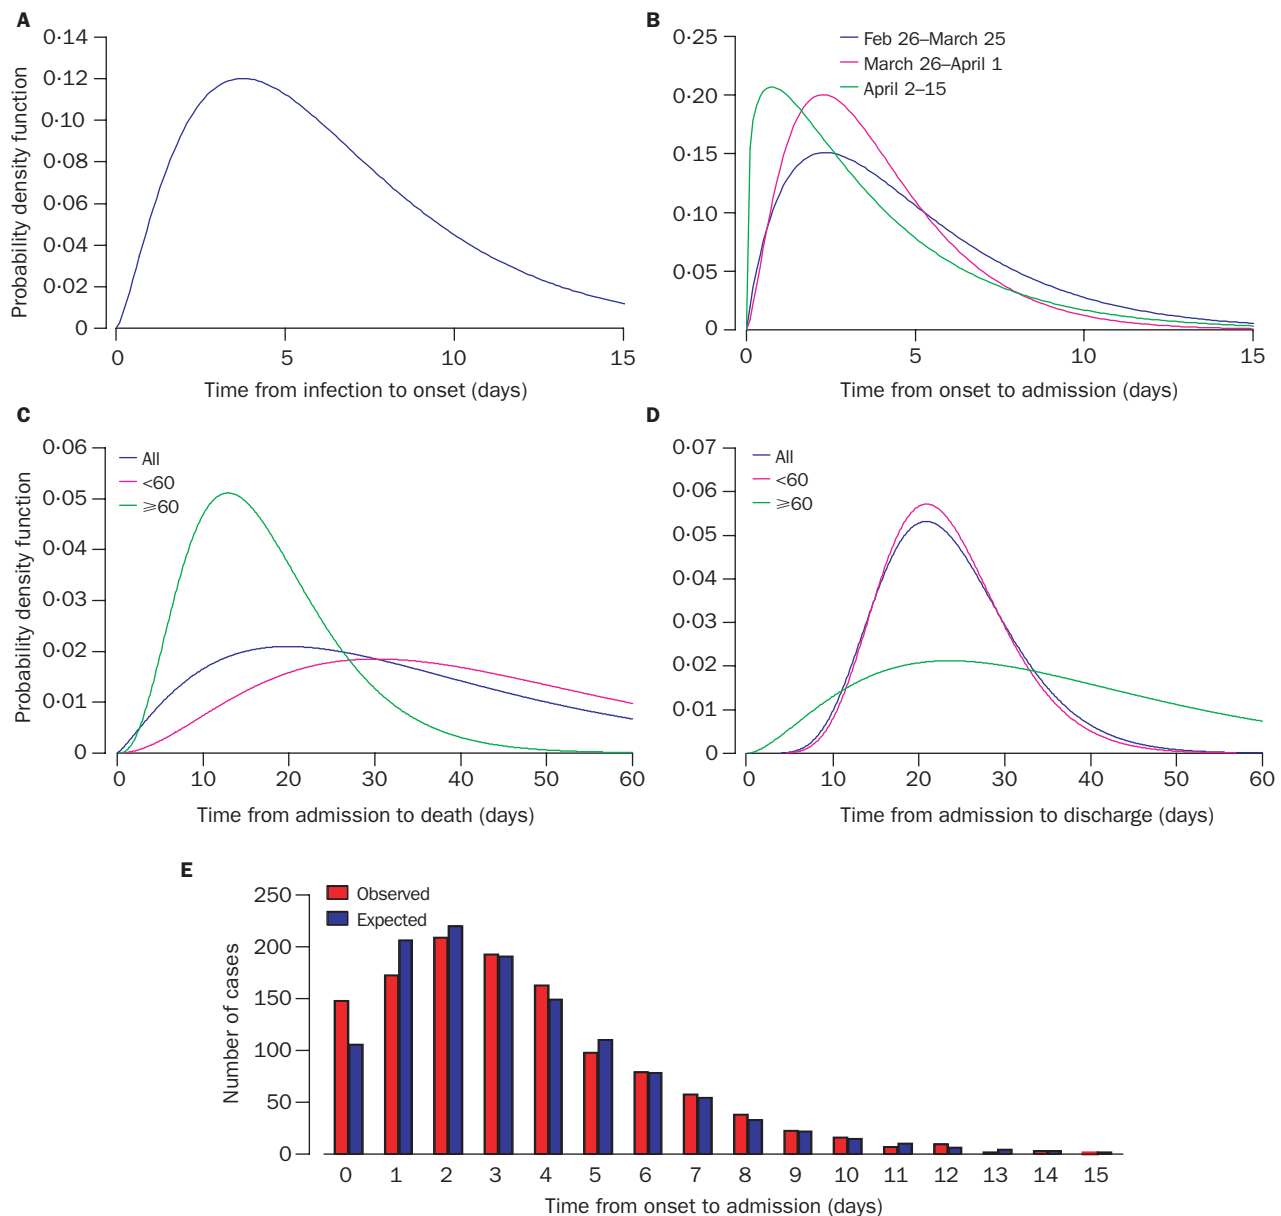 A
Probability density function
0·14
0·12
0·10
0·08
0·06
0·04
0·02
0
0 5 10 15
Time from infection to onset (days)
B
0·25
0·20
0·15
0·10
0·05
0
Feb 26–March 25
March 26–April 1
April 2–15
0 5 10 15
Time from onset to admission (days)
C
Probability density function
0·06
0·05
0·04
0·03
0·02
0·01
0
All
<60
⩾60
0 10 20 30 40 50 60
Time from admission to death (days)
D
0·07
0·06
0·05
0·04
0·03
0·02
0·01
0
All
<60
⩾60
0 10 20 30 40 50 60
Time from admission to discharge (days)
E
Number of cases
250
200
150
100
50
0
Observed
Expected
0 1 2 3 4 5 6 7 8 9 10 11 12 13 14 15
Time from onset to admission (days)